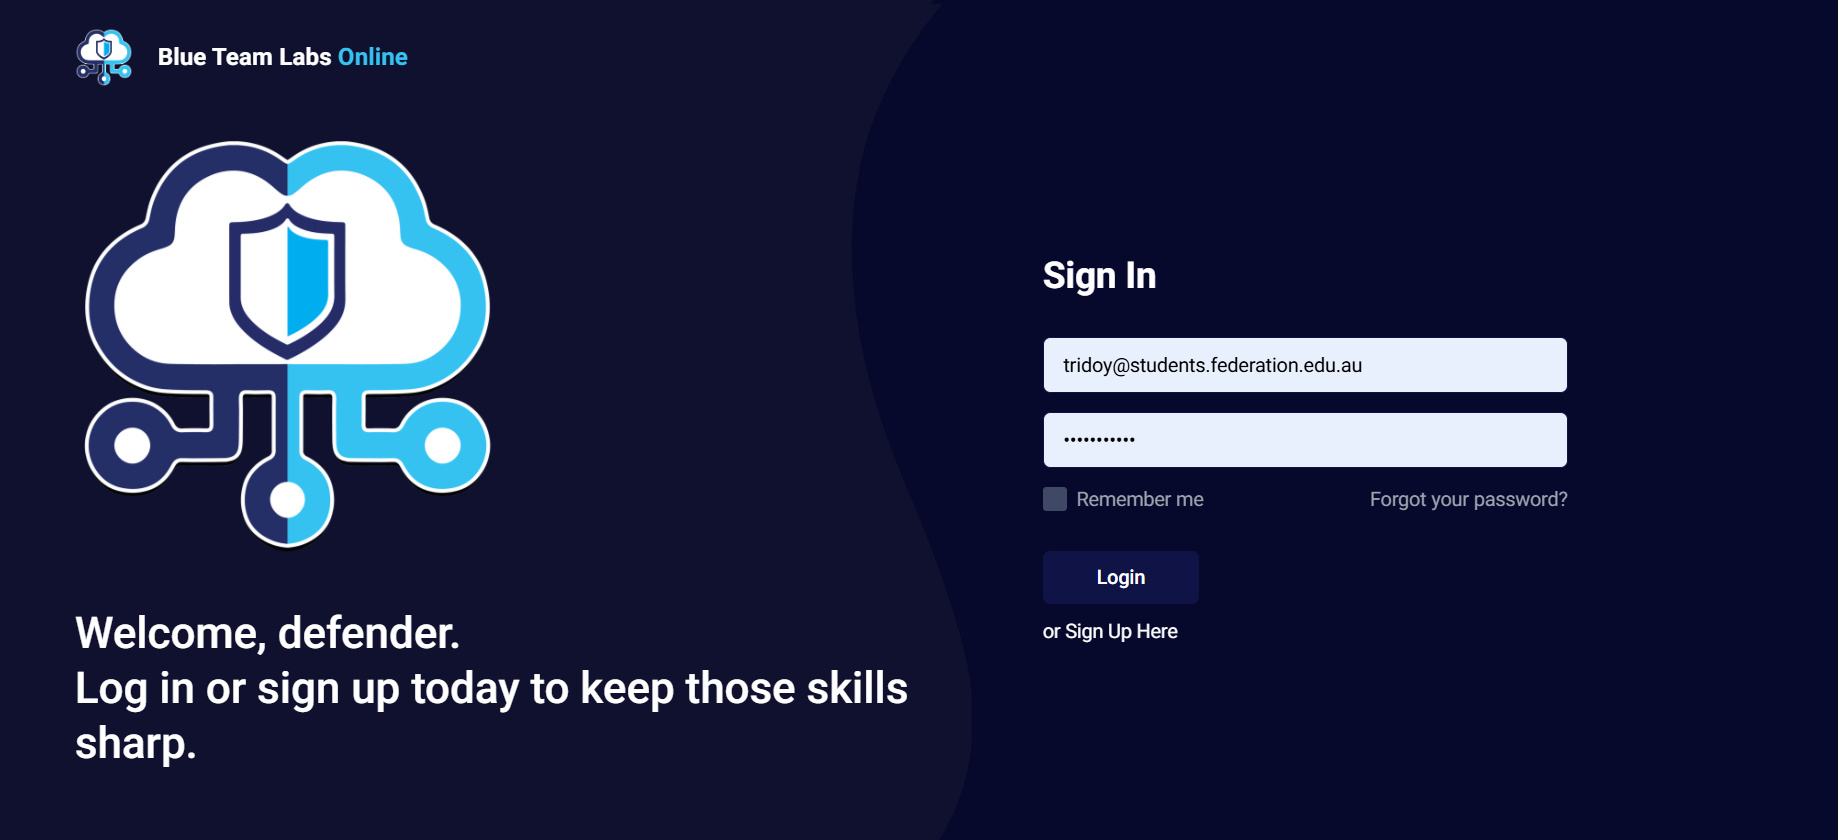 Blue Team Labs Online
Welcome, defender.
Log in or sign up today to keep those skills
sharp.
Sign In
tridoy@students.federation.edu.au
•••••••••••
Remember me
Forgot your password?
Login
or Sign Up Here